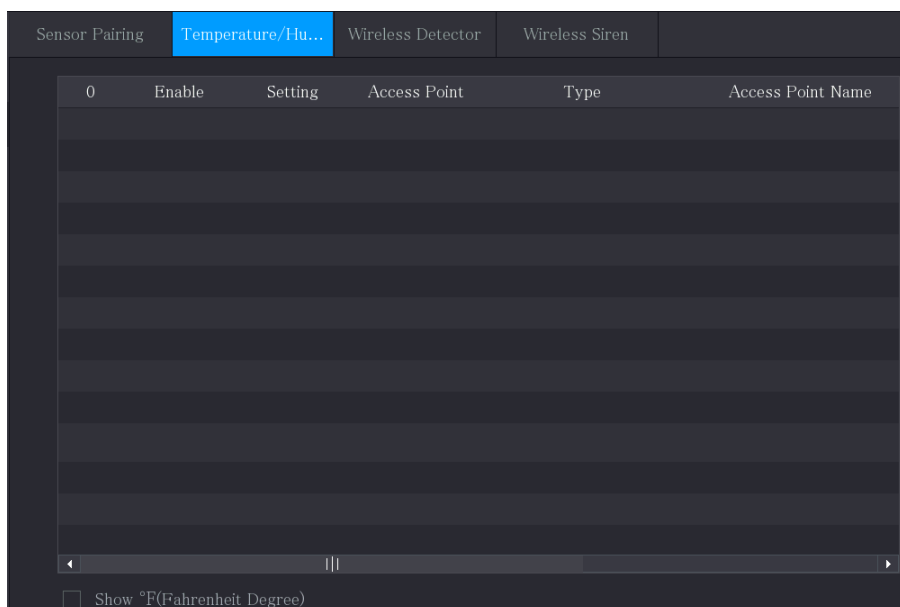 Sensor Pairing Temperature/Hu... Wireless Detector Wireless Siren
0 Enable Setting Access Point Type Access Point Name
Show °F(Fahrenheit Degree)